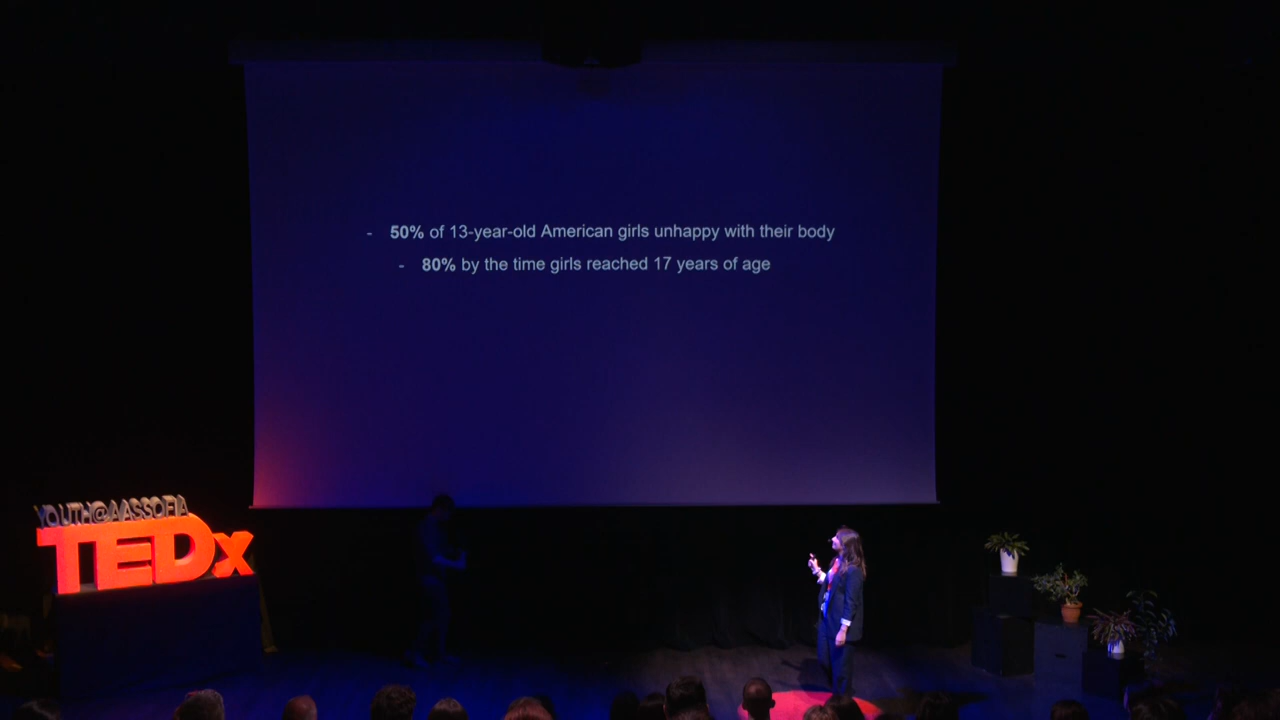 - 50% of 13-year-old American girls unhappy with their body
- 80% by the time girls reached 17 years of age
YOUTH@AASSOFIA
TEDx